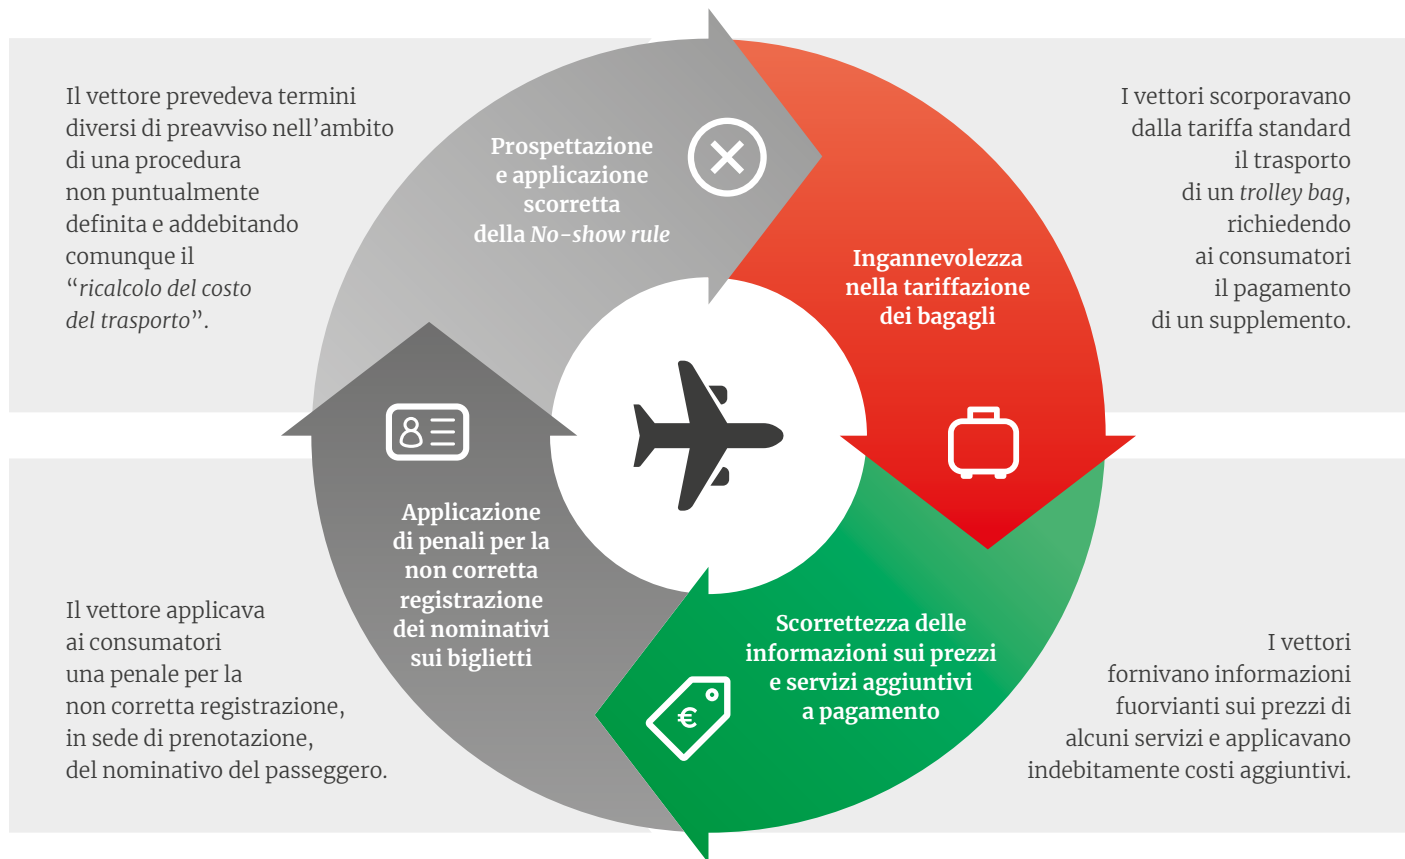 Il vettore prevedeva termini
diversi di preavviso nell’ambito
di una procedura
non puntualmente
definita e addebitando
comunque il
“ricalcolo del costo
del trasporto”.
Prospettazione
e applicazione
scorretta
della No-show rule
I vettori scorporavano
dalla tariffa standard
il trasporto
di un trolley bag,
richiedendo
ai consumatori
il pagamento
di un supplemento.
Ingannevolezza
nella tariffazione
dei bagagli
Applicazione
di penali per la
non corretta
registrazione
dei nominativi
sui biglietti
Il vettore applicava
ai consumatori
una penale per la
non corretta registrazione,
in sede di prenotazione,
del nominativo del passeggero.
Scorrettezza delle
informazioni sui prezzi
e servizi aggiuntivi
a pagamento
€
I vettori
fornivano informazioni
fuorvianti sui prezzi di
alcuni servizi e applicavano
indebitamente costi aggiuntivi.